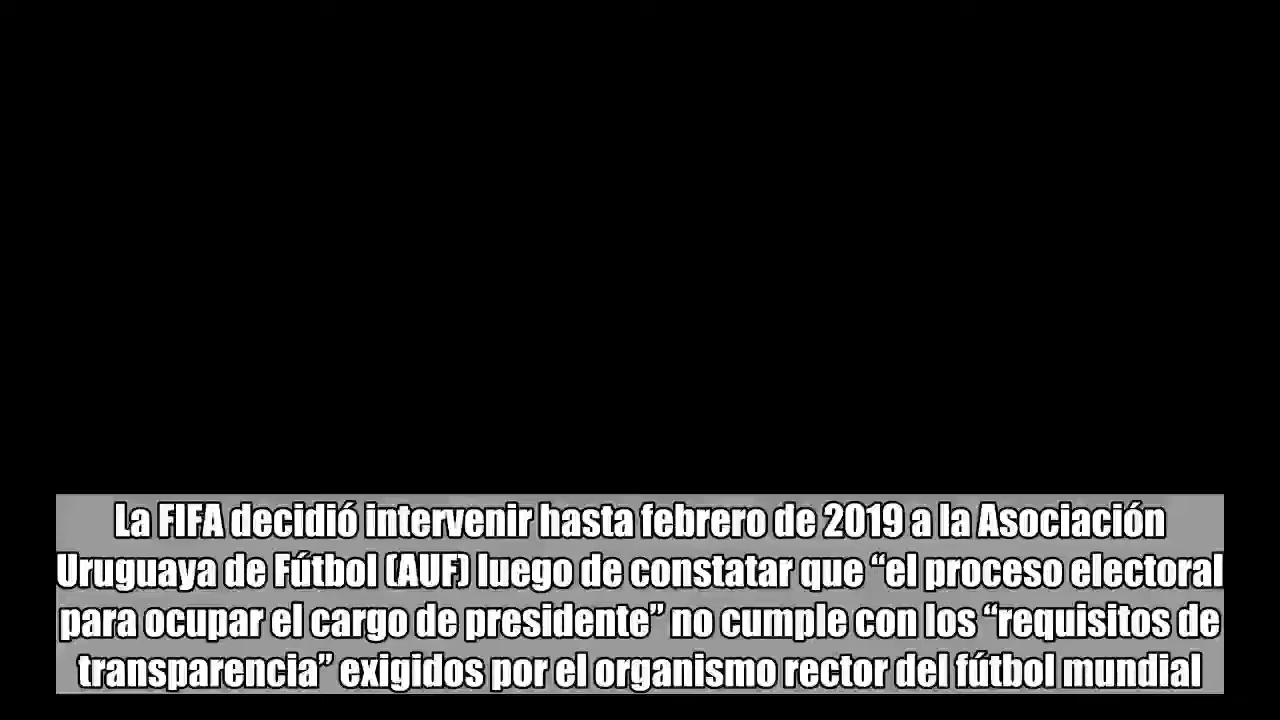 La FIFA decidió intervenir hasta febrero de 2019 a la Asociación
Uruguaya de Fútbol (AUF) luego de constatar que “el proceso electoral
para ocupar el cargo de presidente” no cumple con los “requisitos de
transparencia” exigidos por el organismo rector del fútbol mundial